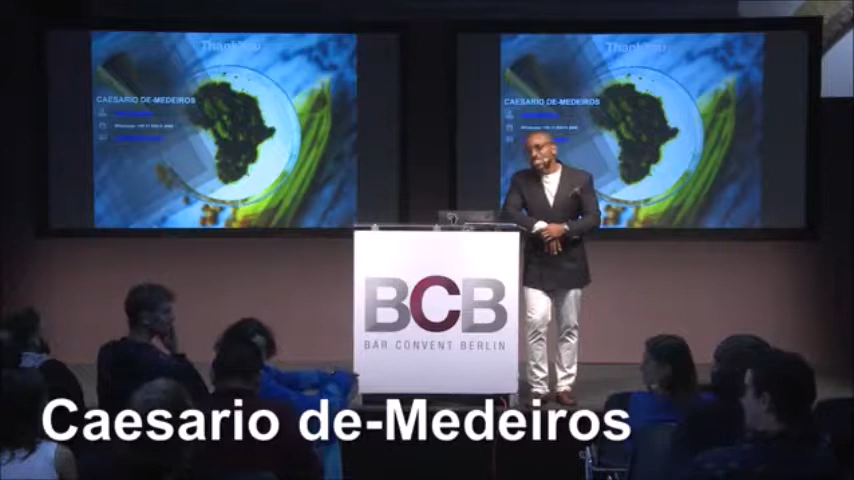 Thank You
Thank You
CAESARIO DE-MEDEIROS
CAESARIO DE-MEDEIROS
BCB
BAR CONVENT BERLIN
Caesario de-Medeiros